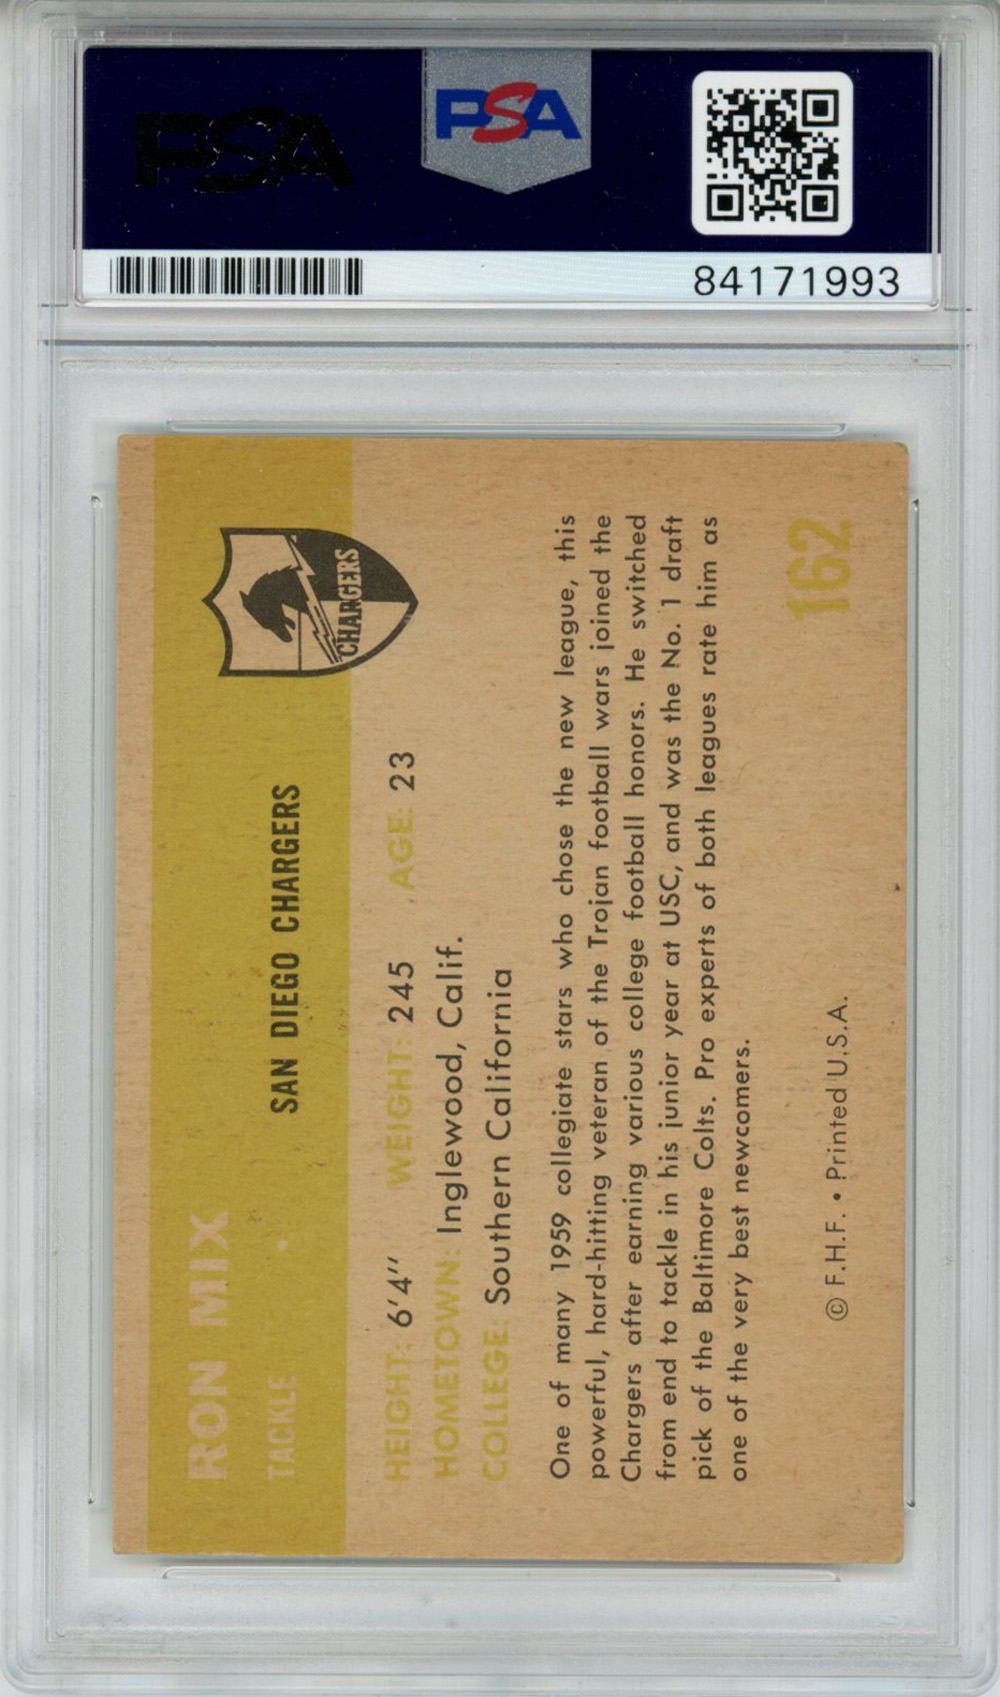 PSA
PSA
84171993
RON MIX
TACKLE
SAN DIEGO CHARGERS
CHARGERS
HEIGHT: 6'4" WEIGHT: 245 AGE: 23
HOMETOWN: Inglewood, Calif.
COLLEGE: Southern California
One of many 1959 collegiate stars who chose the new league, this
powerful, hard-hitting veteran of the Trojan football wars joined the
Chargers after earning various college football honors. He switched
from end to tackle in his junior year at USC, and was the No. 1 draft
pick of the Baltimore Colts. Pro experts of both leagues rate him as
one of the very best newcomers.
162
© F.H.F. • Printed U.S.A.